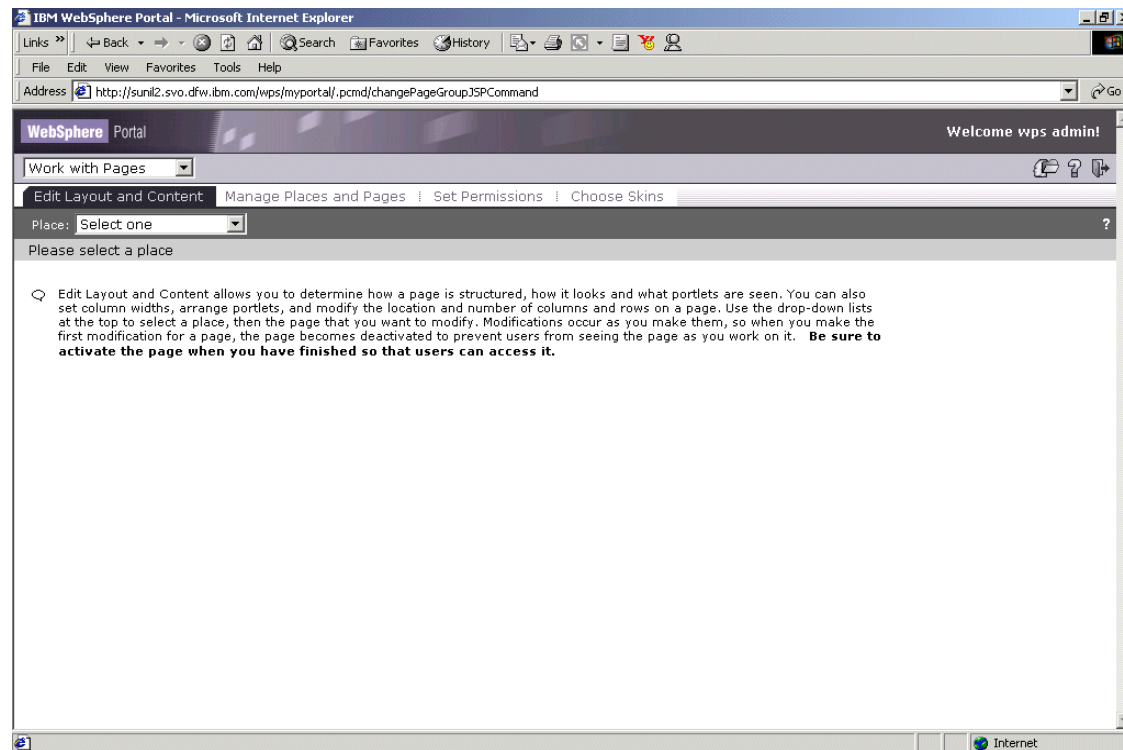 IBM WebSphere Portal - Microsoft Internet Explorer
Links » Back Search Favorites History
File Edit View Favorites Tools Help
Address http://sunil2.svo.dfw.ibm.com/wps/myportal/.pcmd/changePageGroupJSPCommand Go
WebSphere Portal Welcome wps admin!
Work with Pages ?
Edit Layout and Content Manage Places and Pages | Set Permissions | Choose Skins
Place: Select one ?
Please select a place
Edit Layout and Content allows you to determine how a page is structured, how it looks and what portlets are seen. You can also
set column widths, arrange portlets, and modify the location and number of columns and rows on a page. Use the drop-down lists
at the top to select a place, then the page that you want to modify. Modifications occur as you make them, so when you make the
first modification for a page, the page becomes deactivated to prevent users from seeing the page as you work on it. Be sure to
activate the page when you have finished so that users can access it.
Internet